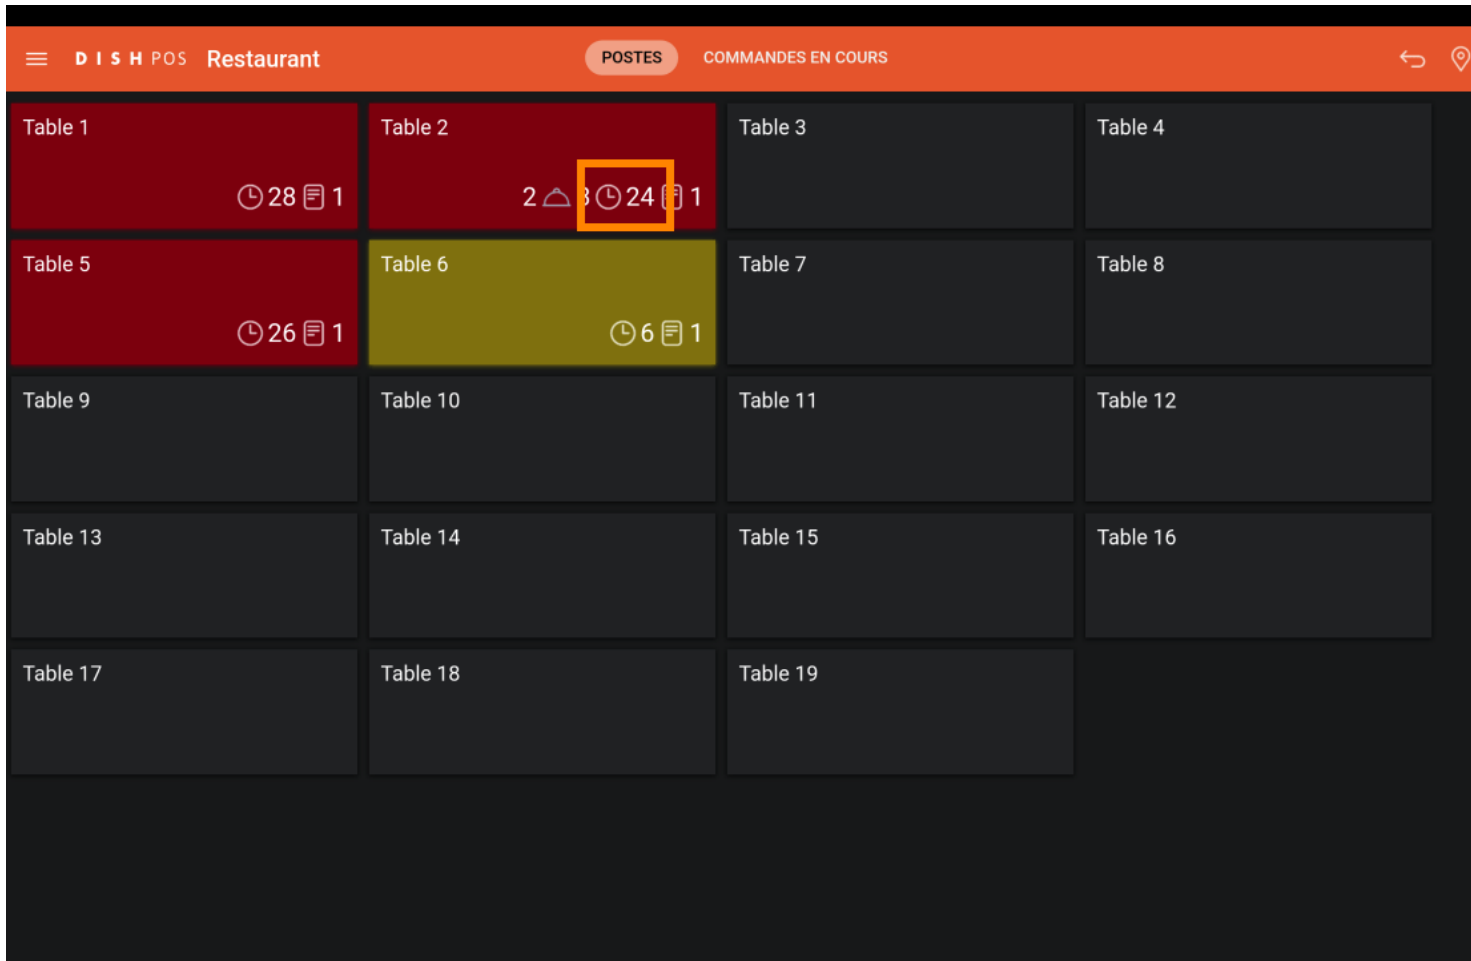 DISH POS Restaurant POSTES COMMANDES EN COURS
Table 1 Table 2 Table 3 Table 4
28 1 2 24 1
Table 5 Table 6 Table 7 Table 8
26 1 6 1
Table 9 Table 10 Table 11 Table 12
Table 13 Table 14 Table 15 Table 16
Table 17 Table 18 Table 19